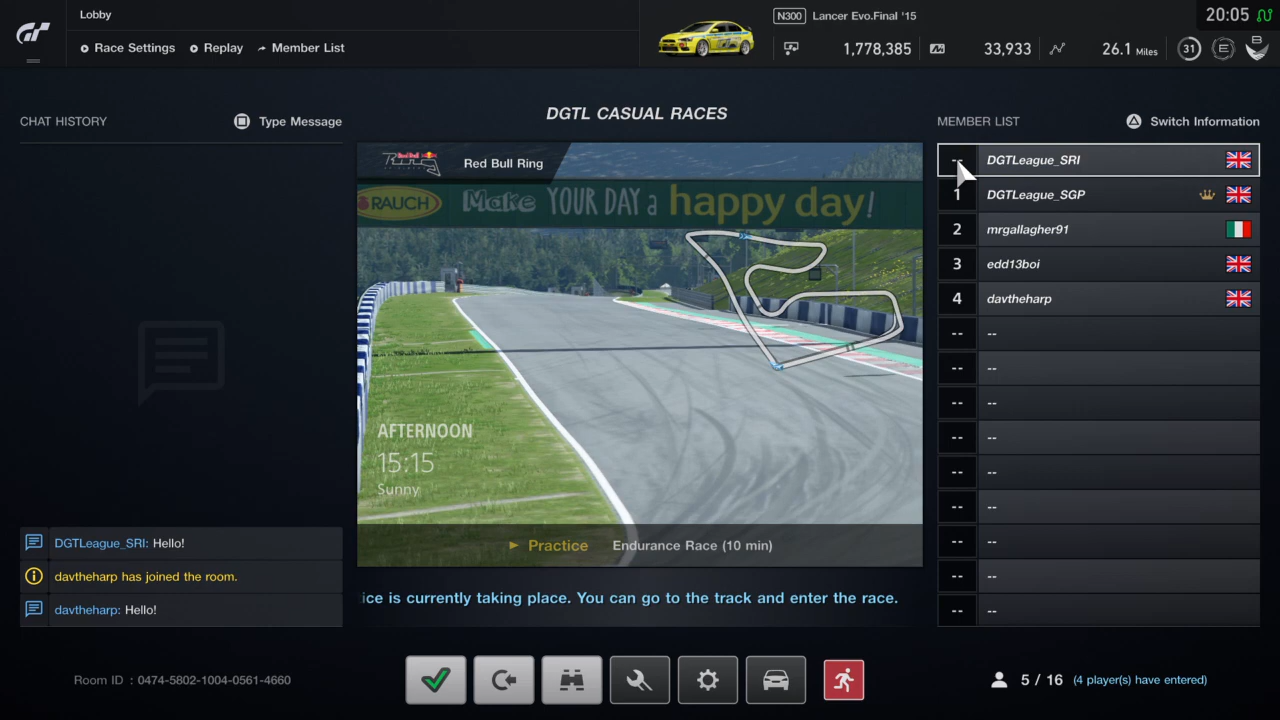 Lobby
Race Settings
Replay
Member List
N300
Lancer Evo.Final '15
1,778,385
33,933
26.1 Miles
31
E
B
20:05
CHAT HISTORY
Type Message
DGTL CASUAL RACES
MEMBER LIST
Switch Information
Red Bull Ring
RAUCH
Make YOUR DAY a happy day!
AFTERNOON
15:15
Sunny
Practice
Endurance Race (10 min)
-- DGTLeague_SRI
1 DGTLeague_SGP
2 mrgallagher91
3 edd13boi
4 davtheharp
-- --
-- --
-- --
-- --
-- --
-- --
-- --
-- --
-- --
DGTLeague_SRI: Hello!
davtheharp has joined the room.
davtheharp: Hello!
ice is currently taking place. You can go to the track and enter the race.
Room ID : 0474-5802-1004-0561-4660
5 / 16
(4 player(s) have entered)